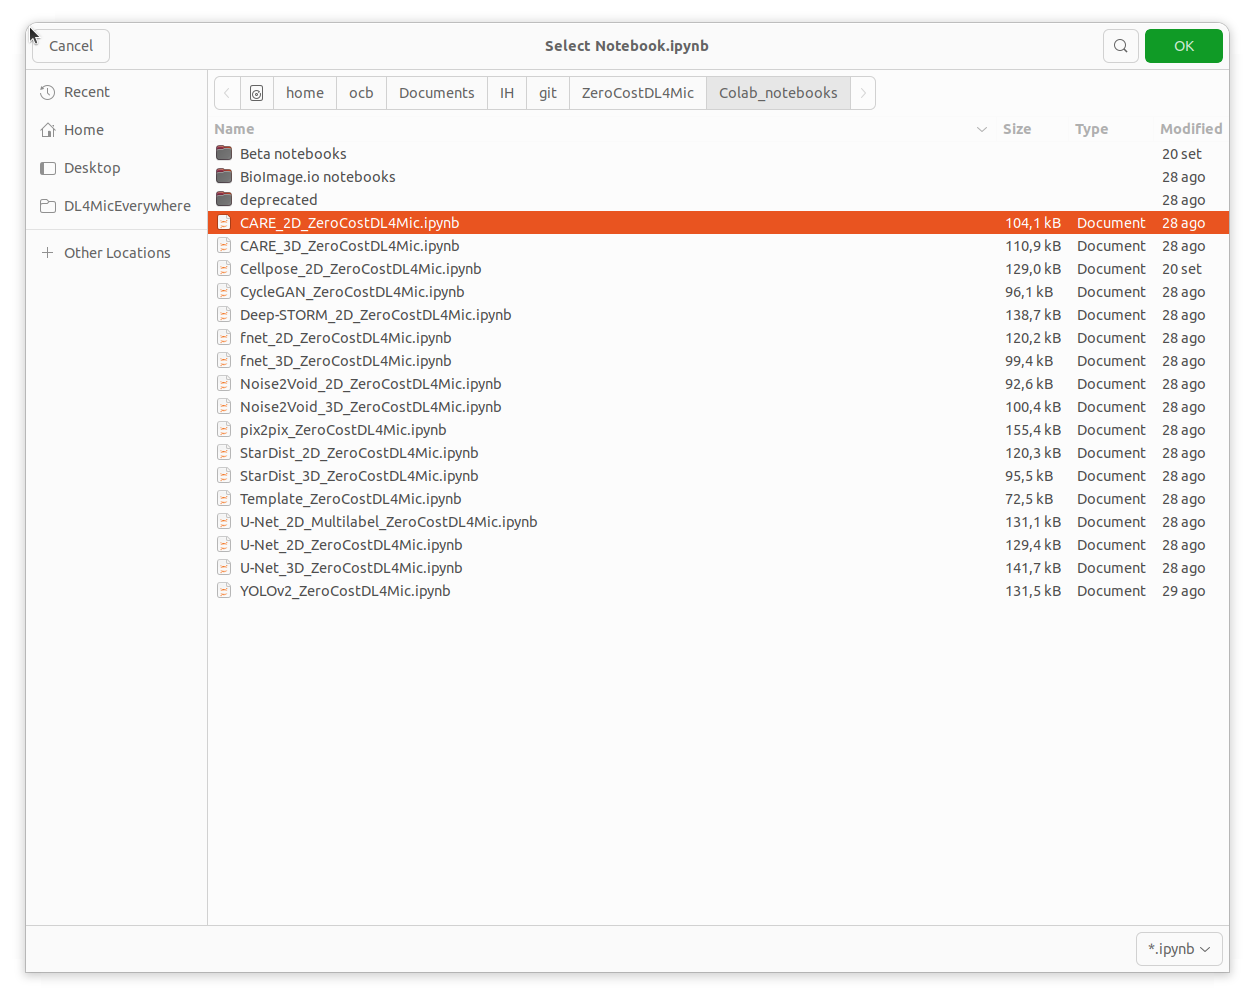 Cancel Select Notebook.ipynb OK
Recent
Home
Desktop
DL4MicEverywhere
Other Locations
home ocb Documents IH git ZeroCostDL4Mic Colab_notebooks
Name Size Type Modified
Beta notebooks 20 set
BioImage.io notebooks 28 ago
deprecated 28 ago
CARE_2D_ZeroCostDL4Mic.ipynb 104,1 kB Document 28 ago
CARE_3D_ZeroCostDL4Mic.ipynb 110,9 kB Document 28 ago
Cellpose_2D_ZeroCostDL4Mic.ipynb 129,0 kB Document 20 set
CycleGAN_ZeroCostDL4Mic.ipynb 96,1 kB Document 28 ago
Deep-STORM_2D_ZeroCostDL4Mic.ipynb 138,7 kB Document 28 ago
fnet_2D_ZeroCostDL4Mic.ipynb 120,2 kB Document 28 ago
fnet_3D_ZeroCostDL4Mic.ipynb 99,4 kB Document 28 ago
Noise2Void_2D_ZeroCostDL4Mic.ipynb 92,6 kB Document 28 ago
Noise2Void_3D_ZeroCostDL4Mic.ipynb 100,4 kB Document 28 ago
pix2pix_ZeroCostDL4Mic.ipynb 155,4 kB Document 28 ago
StarDist_2D_ZeroCostDL4Mic.ipynb 120,3 kB Document 28 ago
StarDist_3D_ZeroCostDL4Mic.ipynb 95,5 kB Document 28 ago
Template_ZeroCostDL4Mic.ipynb 72,5 kB Document 28 ago
U-Net_2D_Multilabel_ZeroCostDL4Mic.ipynb 131,1 kB Document 28 ago
U-Net_2D_ZeroCostDL4Mic.ipynb 129,4 kB Document 28 ago
U-Net_3D_ZeroCostDL4Mic.ipynb 141,7 kB Document 28 ago
YOLOv2_ZeroCostDL4Mic.ipynb 131,5 kB Document 29 ago
*.ipynb